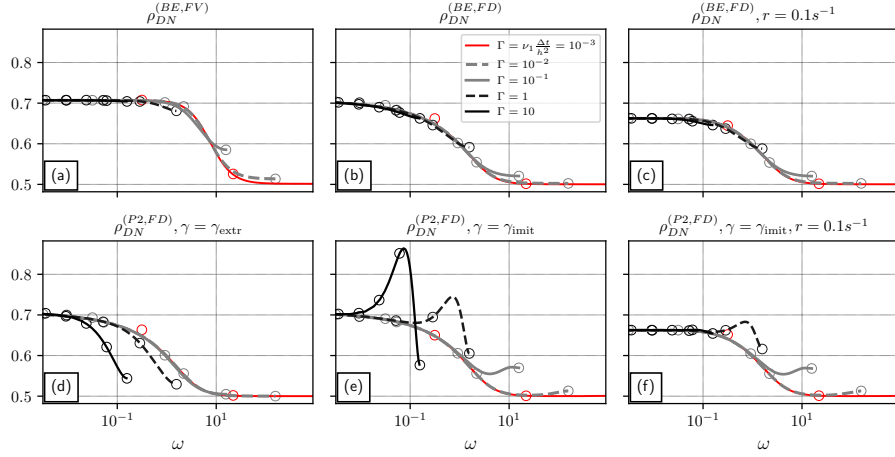 ρ_{DN}^{(BE,FV)}
ρ_{DN}^{(BE,FD)}
ρ_{DN}^{(BE,FD)}, r = 0.1s^{-1}
0.8
0.7
0.6
0.5
(a)
Γ = ν_1 \frac{Δt}{h^2} = 10^{-3}
Γ = 10^{-2}
Γ = 10^{-1}
Γ = 1
Γ = 10
(b)
(c)
ρ_{DN}^{(P2,FD)}, γ = γ_{extr}
ρ_{DN}^{(P2,FD)}, γ = γ_{imit}
ρ_{DN}^{(P2,FD)}, γ = γ_{imit}, r = 0.1s^{-1}
0.8
0.7
0.6
0.5
(d)
(e)
(f)
10^{-1} 10^{1}
10^{-1} 10^{1}
10^{-1} 10^{1}
ω
ω
ω